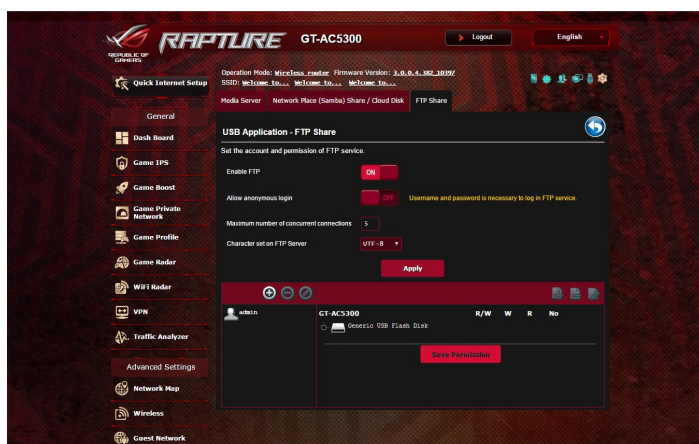 REPUBLIC OF
GAMERS
RAPTURE
GT-AC5300
Logout
English
Quick Internet Setup
Operation Mode: Wireless router Firmware Version: 3.0.0.4.382_10397
SSID: Welcome to... Welcome to... Welcome to...
Media Server
Network Place (Samba) Share / Cloud Disk
FTP Share
General
Dash Board
Game IPS
Game Boost
Game Private
Network
Game Profile
Game Radar
WiFi Radar
VPN
Traffic Analyzer
Advanced Settings
Network Map
Wireless
Guest Network
USB Application - FTP Share
Set the account and permission of FTP service.
Enable FTP
ON
Allow anonymous login
OFF
Username and password is necessary to log in FTP service.
Maximum number of concurrent connections
5
Character set on FTP Server
UTF-8
Apply
admin
GT-AC5300
R/W W R No
Generic USB Flash Disk
Save Permission